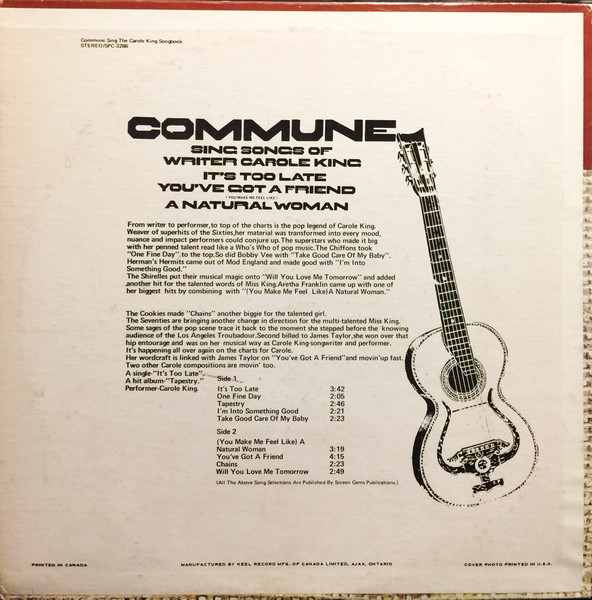 Commune Sing The Carole King Songbook
STEREO/SPC-3286
COMMUNE
SING SONGS OF
WRITER CAROLE KING
IT'S TOO LATE
YOU'VE GOT A FRIEND
(YOU MAKE ME FEEL LIKE)
A NATURAL WOMAN
From writer to performer,to top of the charts is the pop legend of Carole King.
Weaver of superhits of the Sixties,her material was transformed into every mood,
nuance and impact performers could conjure up.The superstars who made it big
with her penned talent read like a Who's Who of pop music.The Chiffons took
"One Fine Day" to the top.So did Bobby Vee with "Take Good Care Of My Baby".
Herman's Hermits came out of Mod England and made good with "I'm Into
Something Good."
The Shirelles put their musical magic onto "Will You Love Me Tomorrow" and added
another hit for the talented words of Miss King.Aretha Franklin came up with one of
her biggest hits by combining with "(You Make Me Feel Like)A Natural Woman."
The Cookies made "Chains" another biggie for the talented girl.
The Seventies are bringing another change in direction for the multi-talented Miss King.
Some sages of the pop scene trace it back to the moment she stepped before the knowing
audience of the Los Angeles Troubadour.Second billed to James Taylor,she won over that
hip entourage and was on her musical way as Carole King-songwriter and performer.
It's happening all over again on the charts for Carole.
Her wordcraft is linked with James Taylor on "You've Got A Friend"and movin'up fast.
Two other Carole compositions are movin' too.
A single-"It's Too Late".
A hit album-"Tapestry."
Performer-Carole King.
Side 1
It's Too Late 3:42
One Fine Day 2:05
Tapestry 2:46
I'm Into Something Good 2:21
Take Good Care Of My Baby 2:23
Side 2
(You Make Me Feel Like) A
Natural Woman 3:19
You've Got A Friend 4:15
Chains 2:23
Will You Love Me Tomorrow 2:49
(All The Above Song Selections Are Published By Screen Gems Publications.)
PRINTED IN CANADA
MANUFACTURED BY KEEL RECORD MFG. OF CANADA LIMITED, AJAX, ONTARIO
COVER PHOTO PRINTED IN U.S.A.